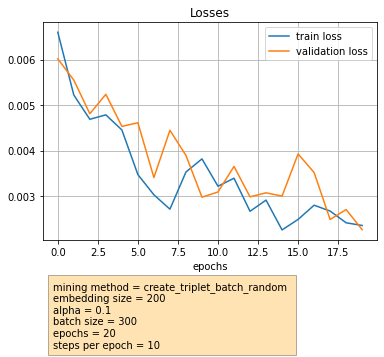 Losses
train loss
validation loss
0.006
0.005
0.004
0.003
0.0 2.5 5.0 7.5 10.0 12.5 15.0 17.5
epochs
mining method = create_triplet_batch_random
embedding size = 200
alpha = 0.1
batch size = 300
epochs = 20
steps per epoch = 10